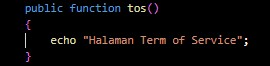 public function tos()
{
echo "Halaman Term of Service";
}